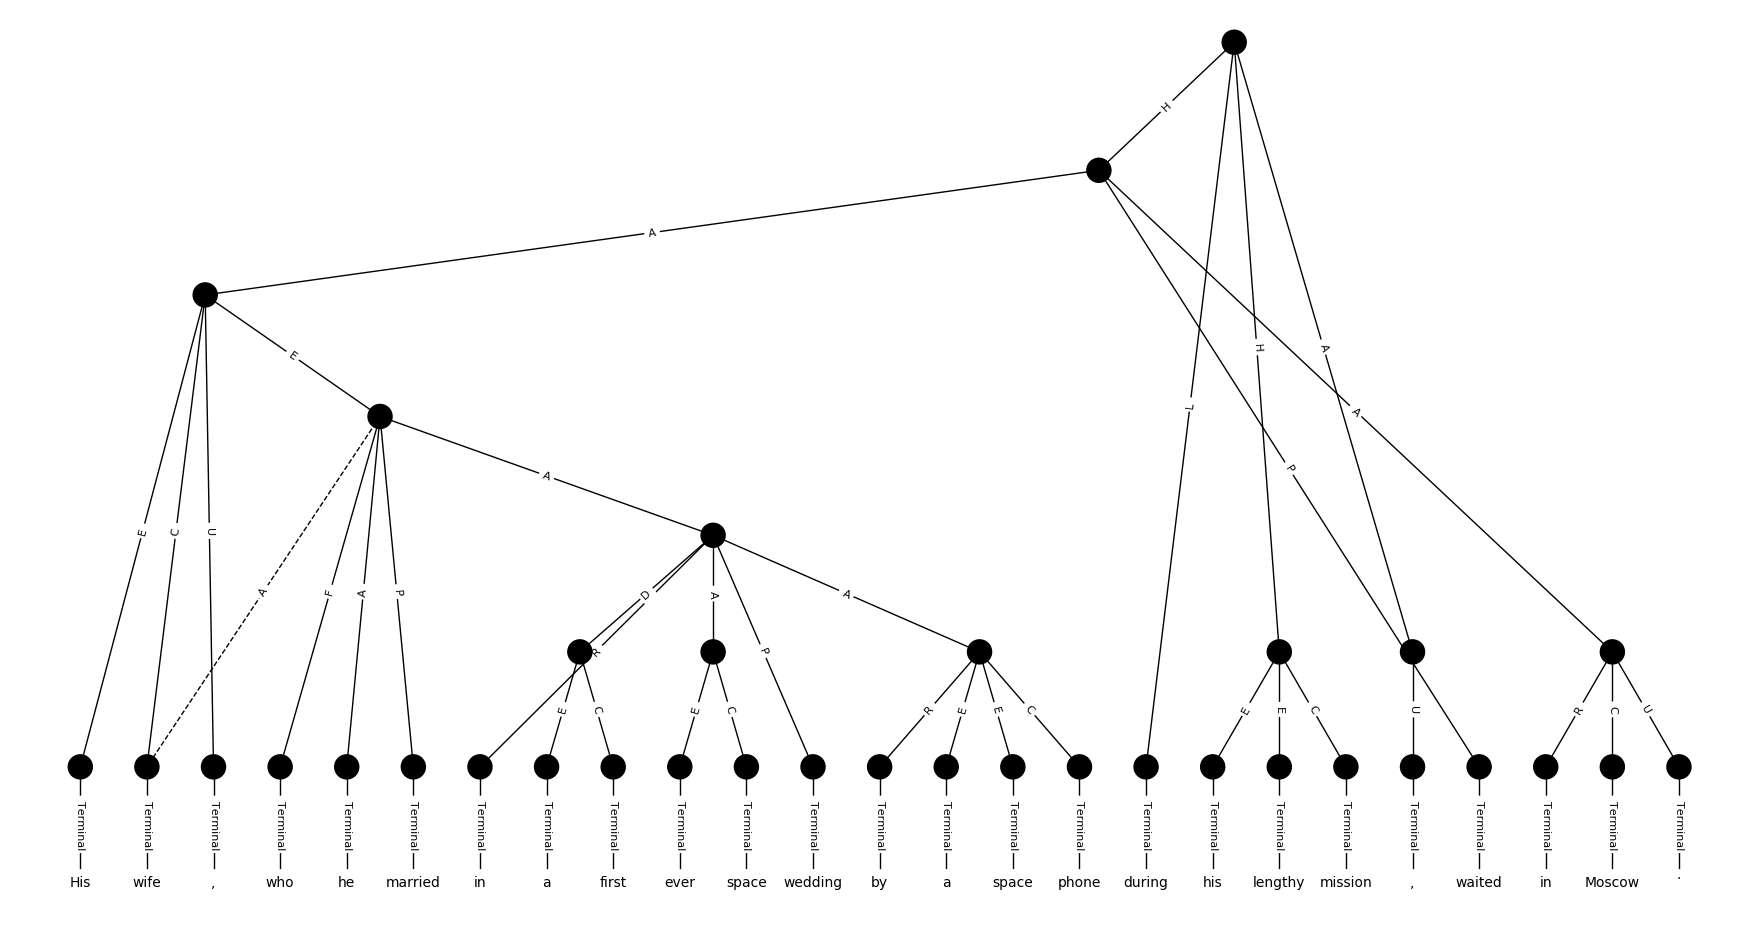 H
A
E
A
L
H
A
A
P
E
C
U
A
F
A
P
D
R
A
P
A
E
C
E
C
R
E
E
C
E
E
C
U
R
C
U
Terminal Terminal Terminal Terminal Terminal Terminal Terminal Terminal Terminal Terminal Terminal Terminal Terminal Terminal Terminal Terminal Terminal Terminal Terminal Terminal Terminal Terminal Terminal Terminal Terminal
His wife , who he married in a first ever space wedding by a space phone during his lengthy mission , waited in Moscow .